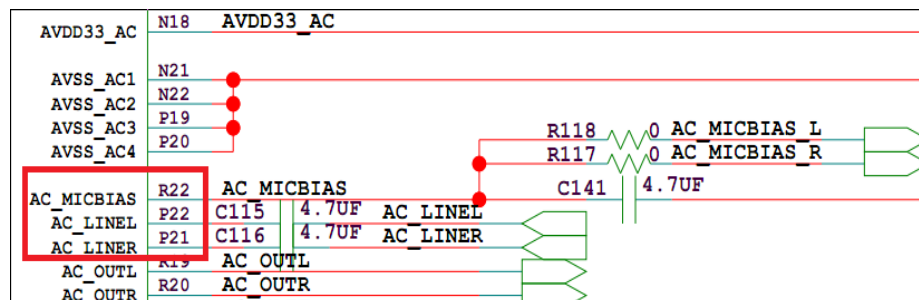 AVDD33_AC N18 AVDD33_AC
AVSS_AC1 N21
AVSS_AC2 N22
AVSS_AC3 P19
AVSS_AC4 P20
R118 0 AC_MICBIAS_L
R117 0 AC_MICBIAS_R
AC_MICBIAS R22 AC_MICBIAS C141 4.7UF
AC_LINEL P22 C115 4.7UF AC_LINEL
AC_LINER P21 C116 4.7UF AC_LINER
AC_OUTL R19 AC_OUTL
AC_OUTR R20 AC_OUTR